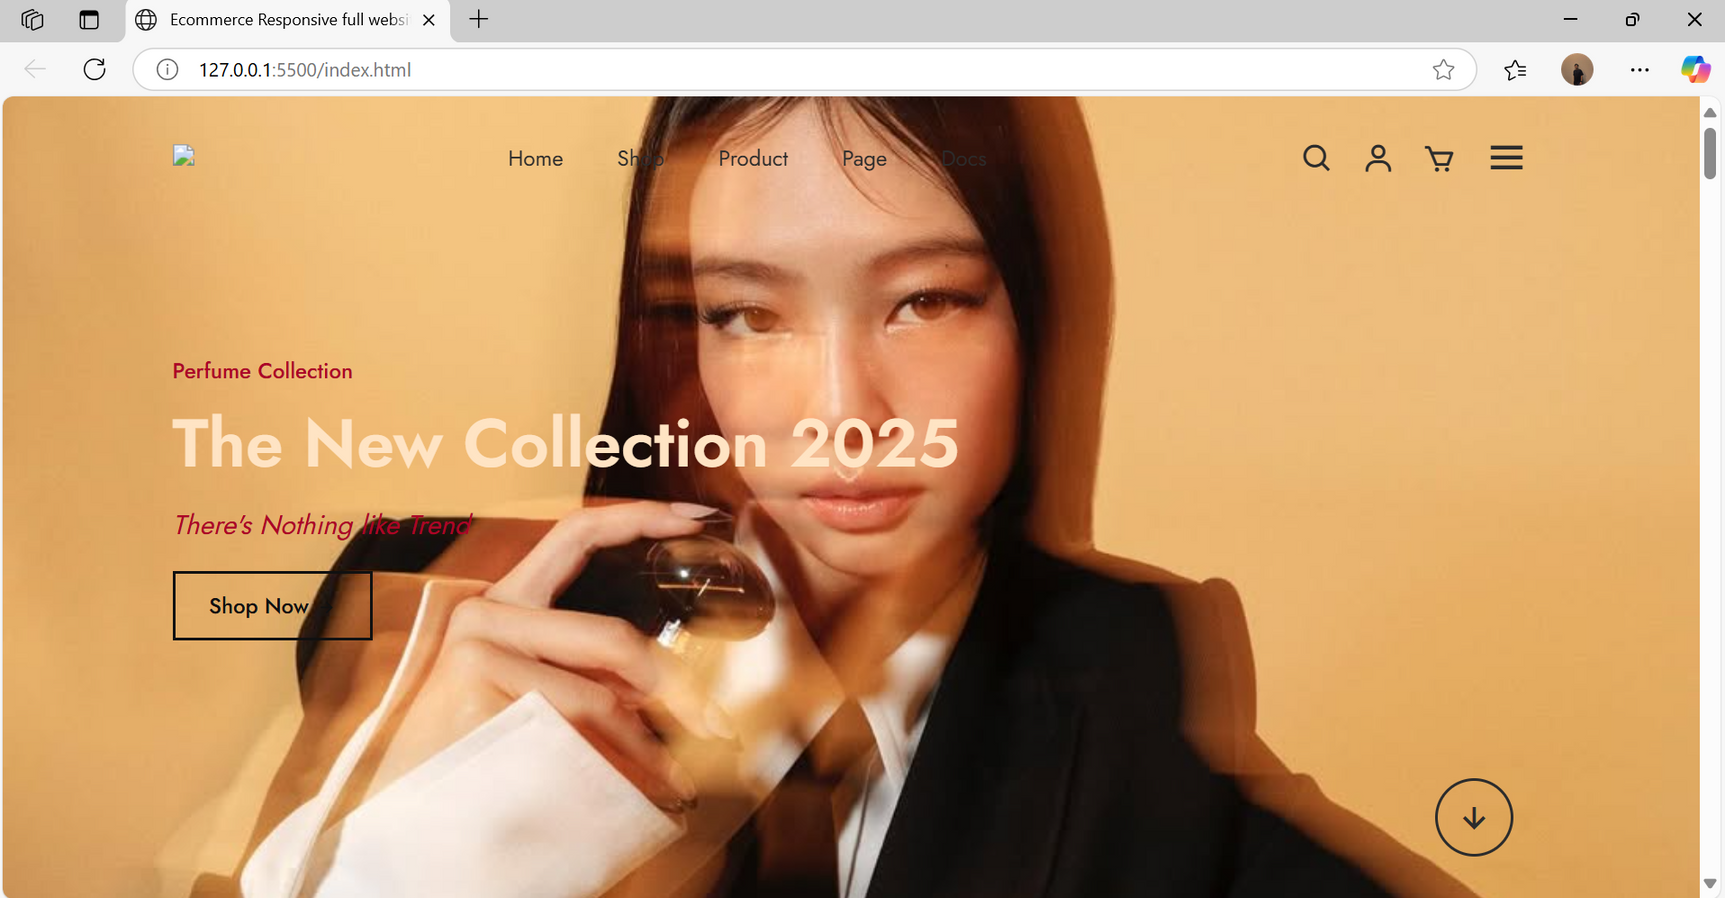 Ecommerce Responsive full websi
127.0.0.1:5500/index.html
Home Shop Product Page Docs
Perfume Collection
The New Collection 2025
There's Nothing like Trend
Shop Now